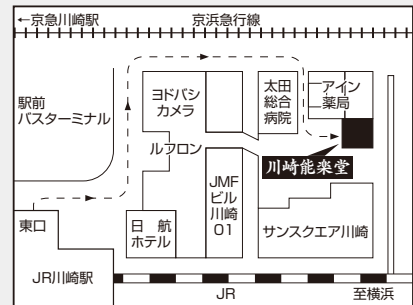 ←京急川崎駅
京浜急行線
駅前
バスターミナル
ヨドバシ
カメラ
ルフロン
太田
総合
病院
アイン
薬局
川崎能楽堂
JMF
ビル
川崎
01
東口
日航
ホテル
サンスクエア川崎
JR川崎駅
JR
至横浜